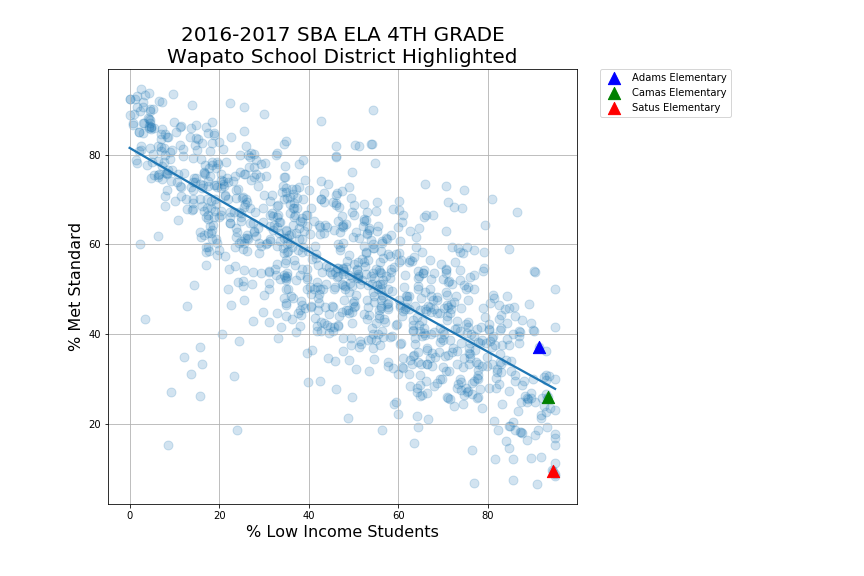 2016-2017 SBA ELA 4TH GRADE
Wapato School District Highlighted
Adams Elementary
Camas Elementary
Satus Elementary
% Met Standard
80
60
40
20
0 20 40 60 80
% Low Income Students